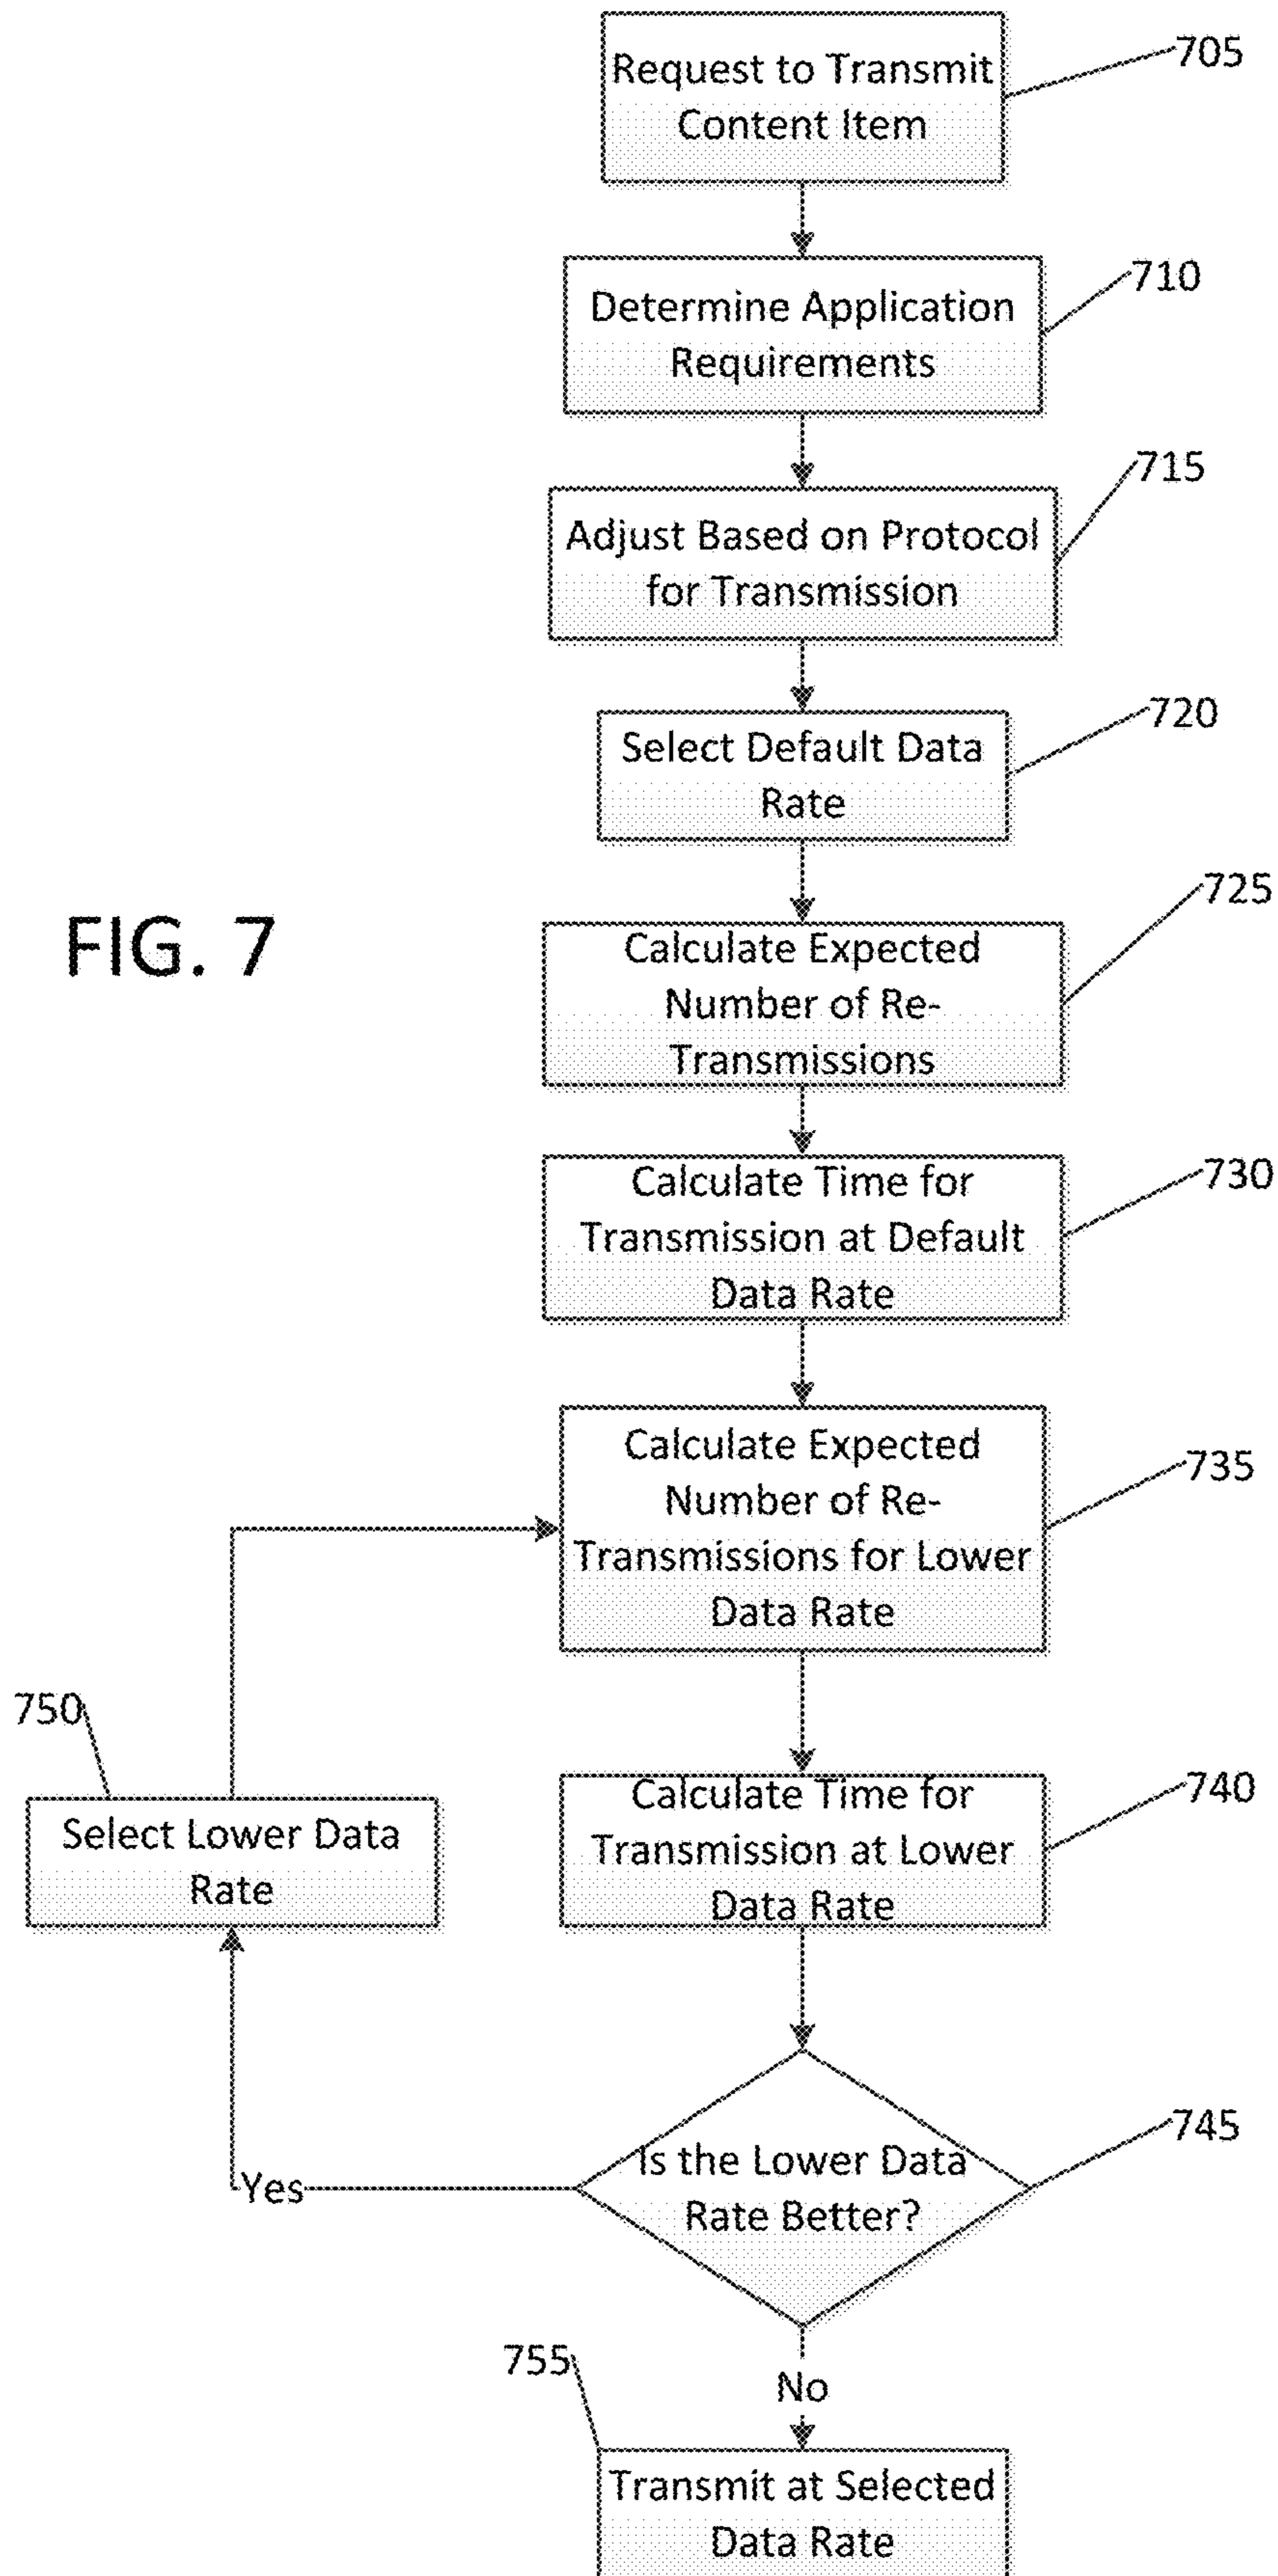 Request to Transmit
Content Item
705
Determine Application
Requirements
710
Adjust Based on Protocol
for Transmission
715
Select Default Data
Rate
720
FIG. 7
Calculate Expected
Number of Re-
Transmissions
725
Calculate Time for
Transmission at Default
Data Rate
730
Calculate Expected
Number of Re-
Transmissions for Lower
Data Rate
735
750
Select Lower Data
Rate
Calculate Time for
Transmission at Lower
Data Rate
740
Is the Lower Data
Rate Better?
745
Yes
No
755
Transmit at Selected
Data Rate